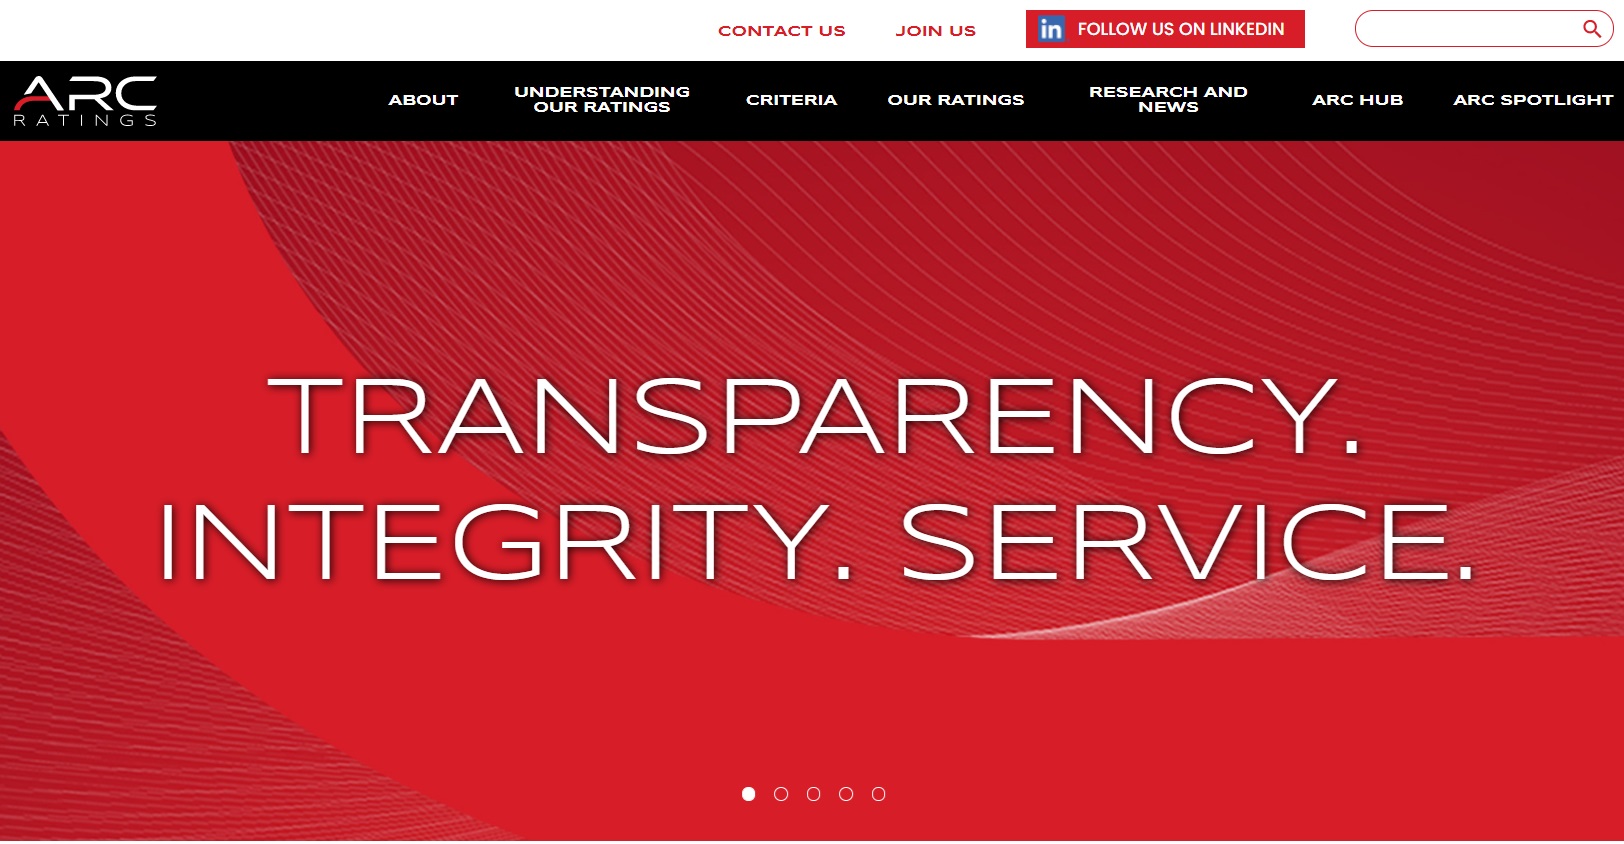 CONTACT US
JOIN US
in FOLLOW US ON LINKEDIN
ARC
RATINGS
ABOUT
UNDERSTANDING
OUR RATINGS
CRITERIA
OUR RATINGS
RESEARCH AND
NEWS
ARC HUB
ARC SPOTLIGHT
TRANSPARENCY.
INTEGRITY. SERVICE.